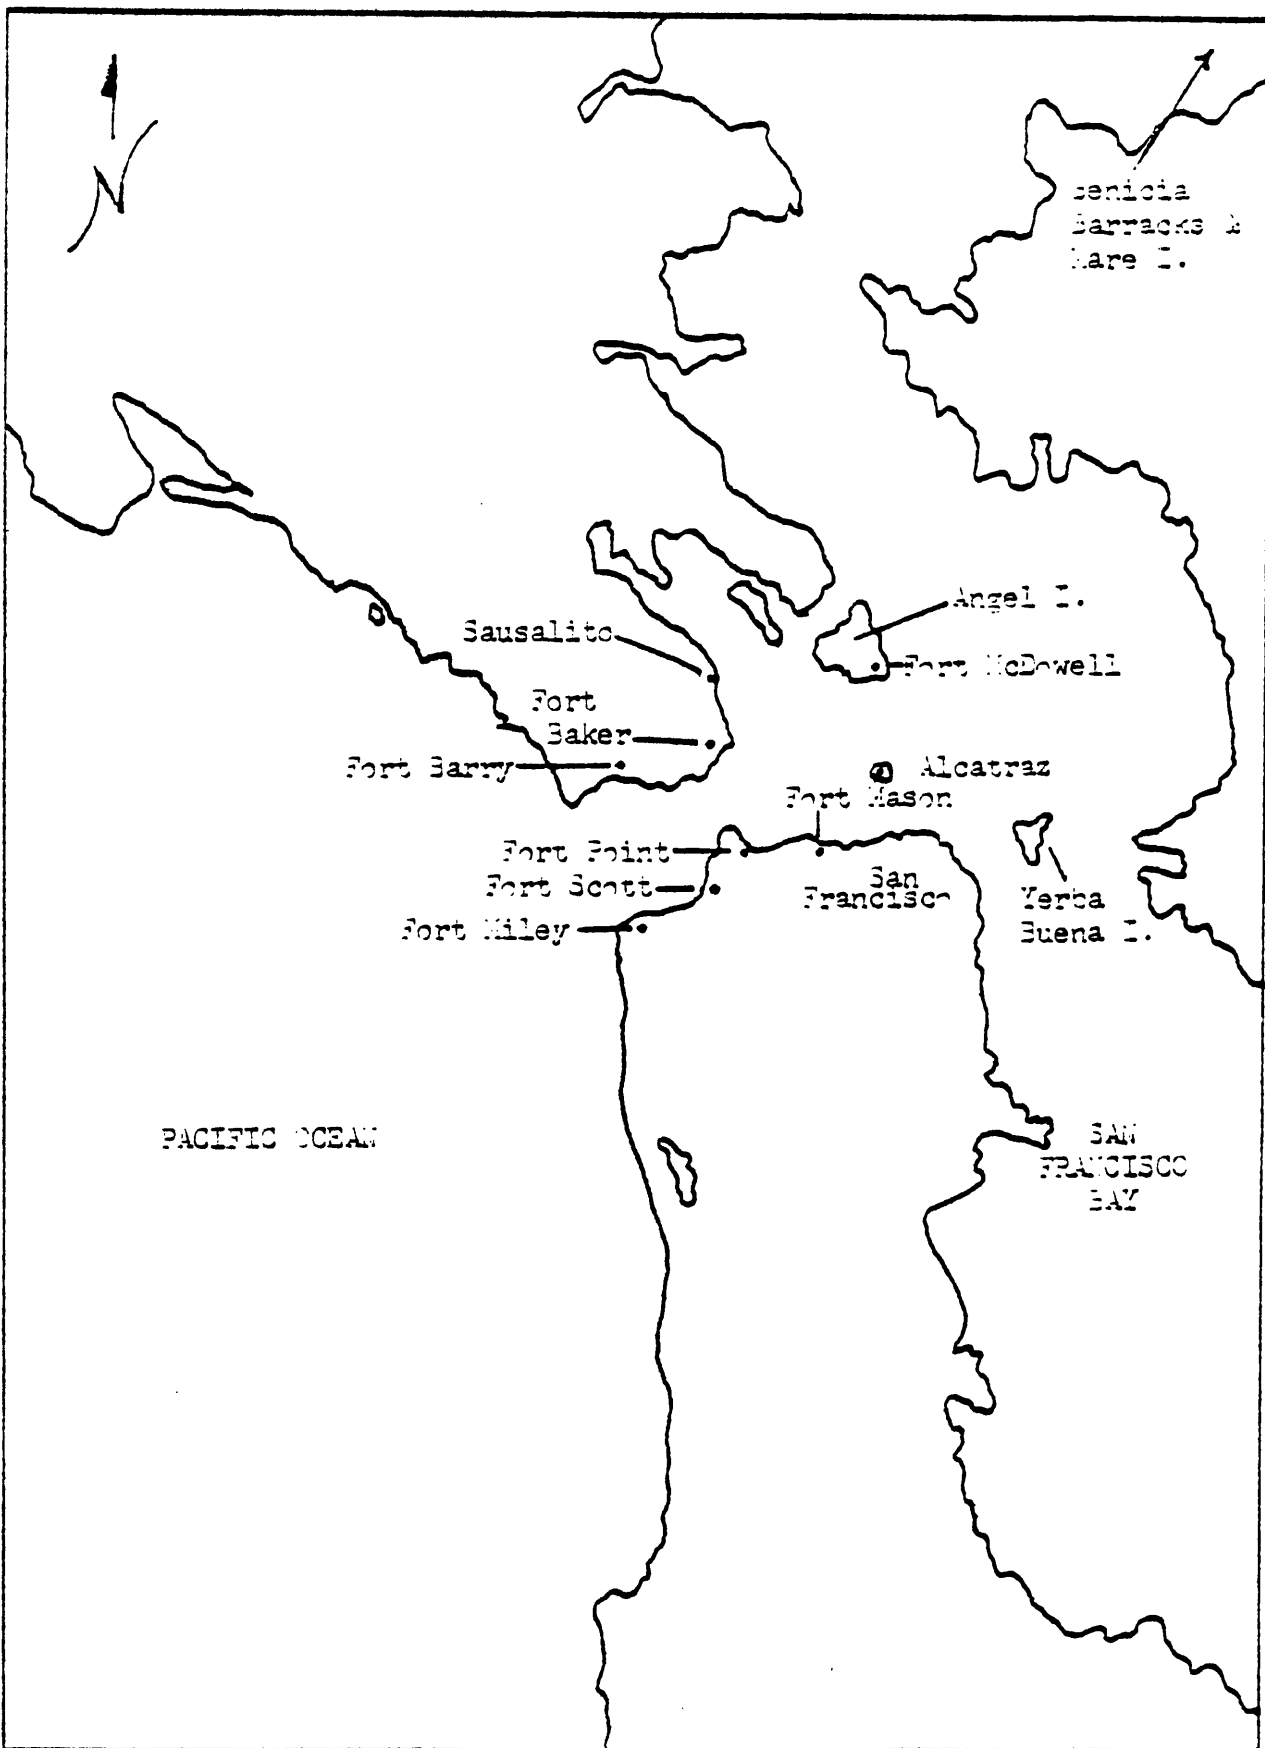 N
Benicia
Barracks &
Mare I.
Angel I.
Sausalito
Fort McDowell
Fort
Baker
Fort Barry
Alcatraz
Fort Mason
Fort Point
San
Francisco
Fort Scott
Yerba
Buena I.
Fort Miley
PACIFIC OCEAN
SAN
FRANCISCO
BAY